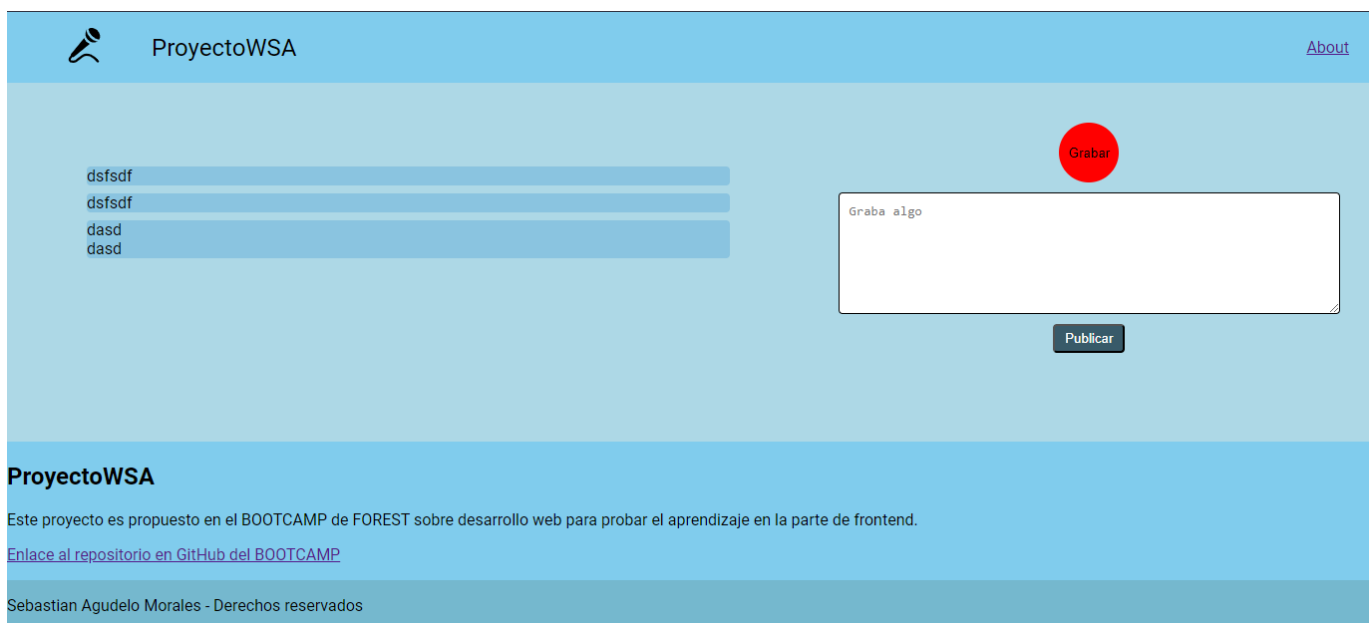 ProyectoWSA
About
dsfsdf
dsfsdf
dasd
dasd
Grabar
Graba algo
Publicar
ProyectoWSA
Este proyecto es propuesto en el BOOTCAMP de FOREST sobre desarrollo web para probar el aprendizaje en la parte de frontend.
Enlace al repositorio en GitHub del BOOTCAMP
Sebastian Agudelo Morales - Derechos reservados